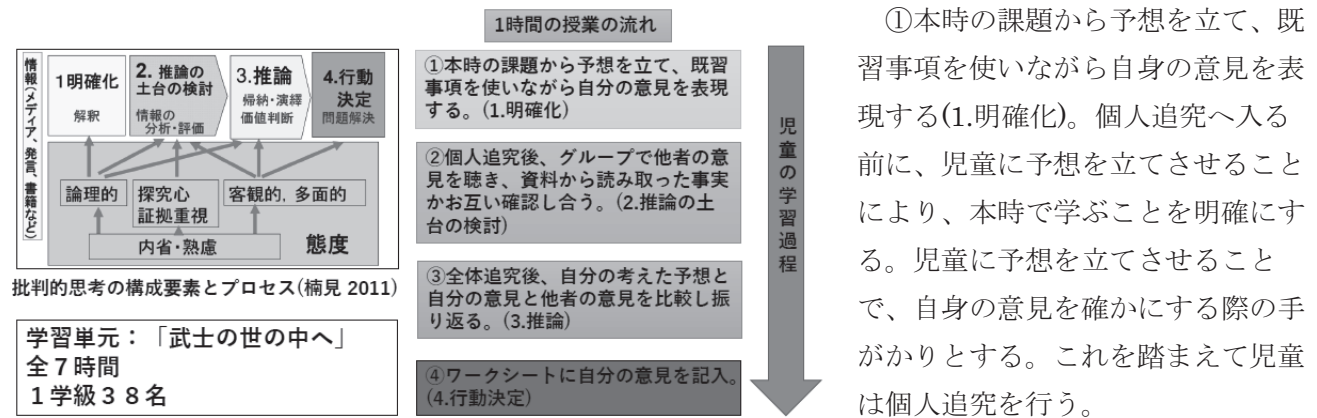 情報(メディア、発言、書籍など)
1明確化
解釈
2. 推論の
土台の検討
情報の
分析・評価
3.推論
帰納・演繹
価値判断
4.行動
決定
問題解決
論理的
探究心
証拠重視
客観的, 多面的
内省・熟慮
態度
批判的思考の構成要素とプロセス(楠見 2011)
学習単元：「武士の世の中へ」
全７時間
１学級３８名
1時間の授業の流れ
①本時の課題から予想を立て、既習
事項を使いながら自分の意見を表現
する。(1.明確化)
②個人追究後、グループで他者の意
見を聴き、資料から読み取った事実
かお互い確認し合う。(2.推論の土
台の検討)
③全体追究後、自分の考えた予想と
自分の意見と他者の意見を比較し振
り返る。(3.推論)
④ワークシートに自分の意見を記入。
(4.行動決定)
児童の学習過程
①本時の課題から予想を立て、既
習事項を使いながら自身の意見を表
現する(1.明確化)。個人追究へ入る
前に、児童に予想を立てさせること
により、本時で学ぶことを明確にす
る。児童に予想を立てさせること
で、自身の意見を確かにする際の手
がかりとする。これを踏まえて児童
は個人追究を行う。